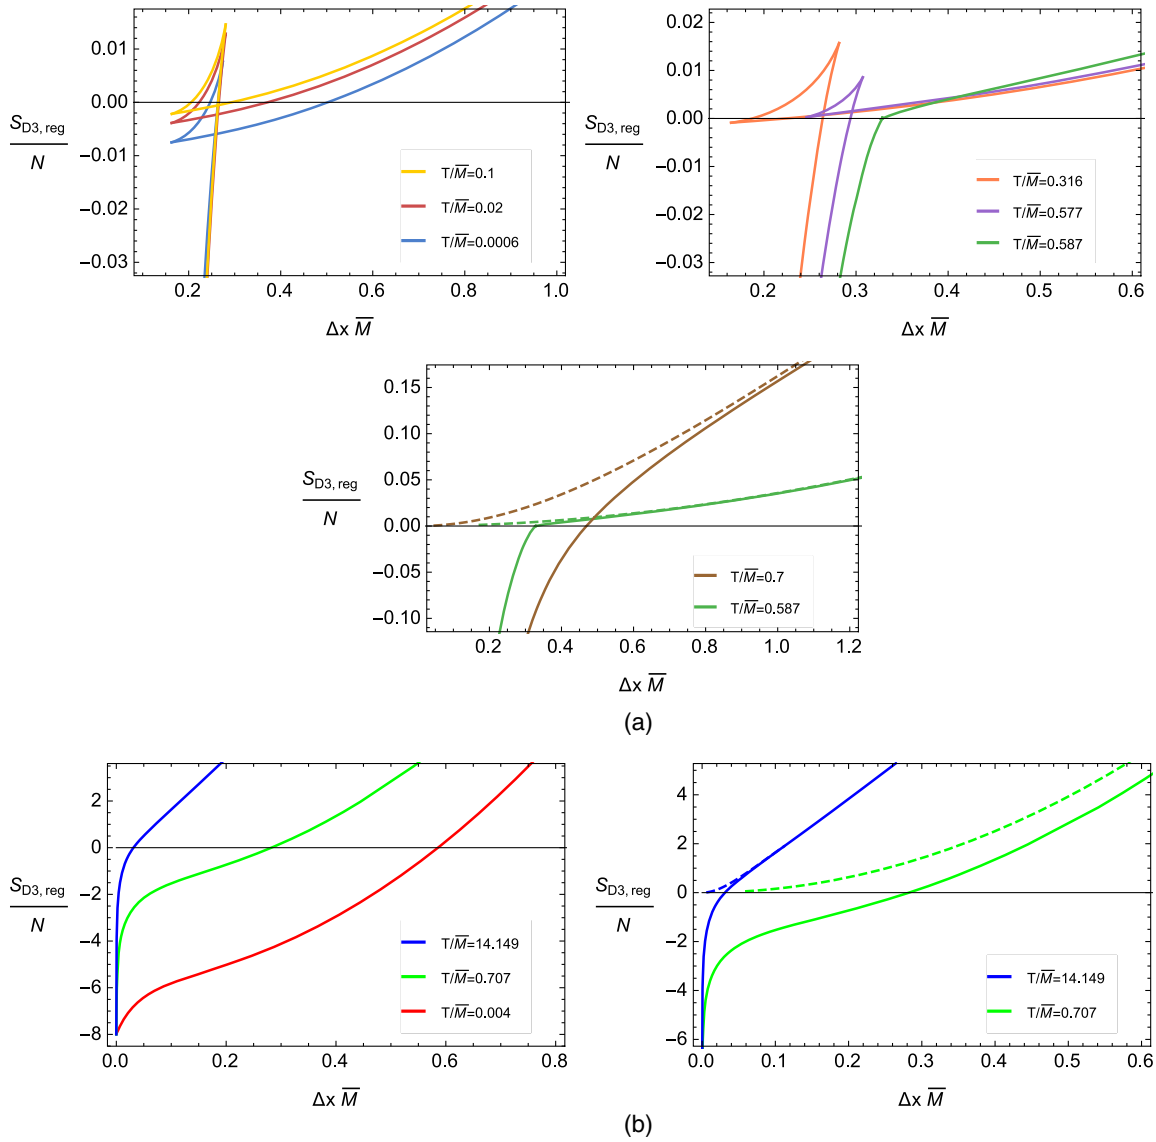 0.01
0.00
−0.01
−0.02
−0.03
S_D3, reg
N
T/M̅=0.1
T/M̅=0.02
T/M̅=0.0006
0.2 0.4 0.6 0.8 1.0
Δx M̅
0.02
0.01
0.00
−0.01
−0.02
−0.03
S_D3, reg
N
T/M̅=0.316
T/M̅=0.577
T/M̅=0.587
0.2 0.3 0.4 0.5 0.6
Δx M̅
0.15
0.10
0.05
0.00
−0.05
−0.10
S_D3, reg
N
T/M̅=0.7
T/M̅=0.587
0.2 0.4 0.6 0.8 1.0 1.2
Δx M̅
(a)
2
0
−2
−4
−6
−8
S_D3, reg
N
T/M̅=14.149
T/M̅=0.707
T/M̅=0.004
0.0 0.2 0.4 0.6 0.8
Δx M̅
4
2
0
−2
−4
−6
S_D3, reg
N
T/M̅=14.149
T/M̅=0.707
0.0 0.1 0.2 0.3 0.4 0.5 0.6
Δx M̅
(b)